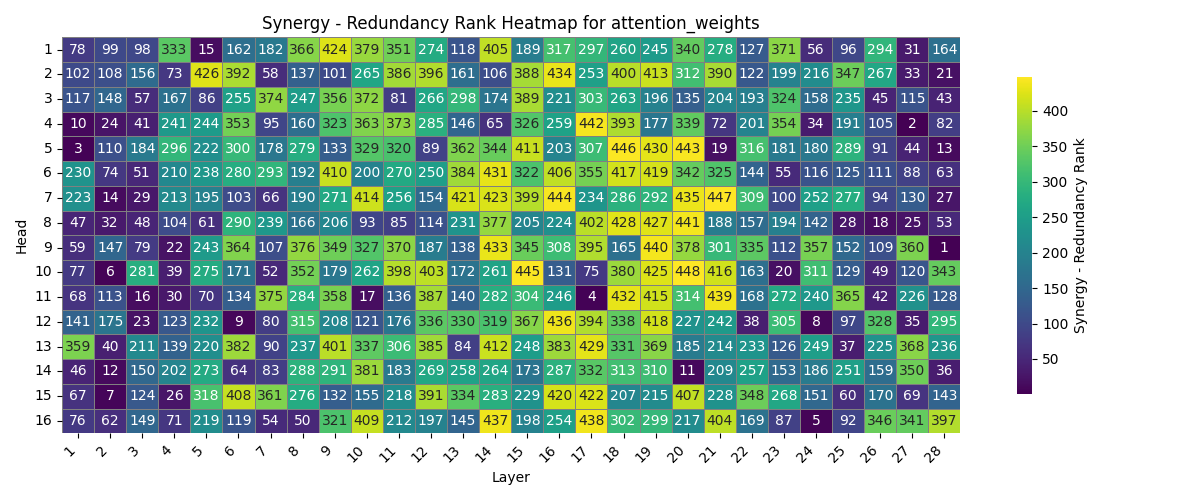 Synergy - Redundancy Rank Heatmap for attention_weights
1 78 99 98 333 15 162 182 366 424 379 351 274 118 405 189 317 297 260 245 340 278 127 371 56 96 294 31 164
2 102 108 156 73 426 392 58 137 101 265 386 396 161 106 388 434 253 400 413 312 390 122 199 216 347 267 33 21
3 117 148 57 167 86 255 374 247 356 372 81 266 298 174 389 221 303 263 196 135 204 193 324 158 235 45 115 43
4 10 24 41 241 244 353 95 160 323 363 373 285 146 65 326 259 442 393 177 339 72 201 354 34 191 105 2 82
5 3 110 184 296 222 300 178 279 133 329 320 89 362 344 411 203 307 446 430 443 19 316 181 180 289 91 44 13
6 230 74 51 210 238 280 293 192 410 200 270 250 384 431 322 406 355 417 419 342 325 144 55 116 125 111 88 63
7 223 14 29 213 195 103 66 190 271 414 256 154 421 423 399 444 234 286 292 435 447 309 100 252 277 94 130 27
8 47 32 48 104 61 290 239 166 206 93 85 114 231 377 205 224 402 428 427 441 188 157 194 142 28 18 25 53
9 59 147 79 22 243 364 107 376 349 327 370 187 138 433 345 308 395 165 440 378 301 335 112 357 152 109 360 1
10 77 6 281 39 275 171 52 352 179 262 398 403 172 261 445 131 75 380 425 448 416 163 20 311 129 49 120 343
11 68 113 16 30 70 134 375 284 358 17 136 387 140 282 304 246 4 432 415 314 439 168 272 240 365 42 226 128
12 141 175 23 123 232 9 80 315 208 121 176 336 330 319 367 436 394 338 418 227 242 38 305 8 97 328 35 295
13 359 40 211 139 220 382 90 237 401 337 306 385 84 412 248 383 429 331 369 185 214 233 126 249 37 225 368 236
14 46 12 150 202 273 64 83 288 291 381 183 269 258 264 173 287 332 313 310 11 209 257 153 186 251 159 350 36
15 67 7 124 26 318 408 361 276 132 155 218 391 334 283 229 420 422 207 215 407 228 348 268 151 60 170 69 143
16 76 62 149 71 219 119 54 50 321 409 212 197 145 437 198 254 438 302 299 217 404 169 87 5 92 346 341 397
1 2 3 4 5 6 7 8 9 10 11 12 13 14 15 16 17 18 19 20 21 22 23 24 25 26 27 28
Layer
Head
400
350
300
250
200
150
100
50
Synergy - Redundancy Rank